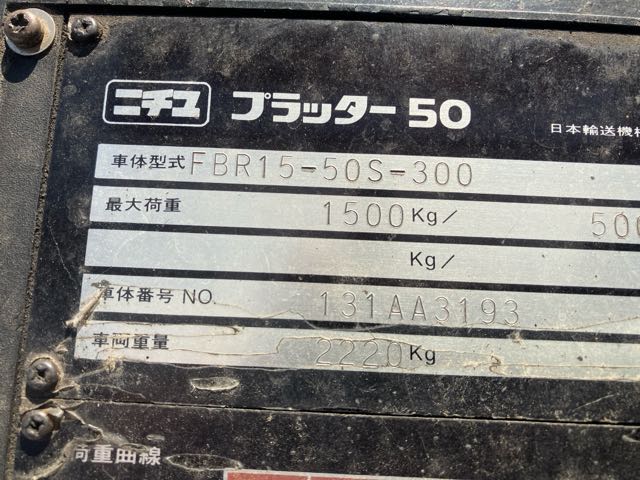 ニチユ プラッター50
日本輸送機
車体型式 FBR15-50S-300
最大荷重 1500Kg/ 500
Kg/
車体番号 NO. 131AA3193
車両重量 2220Kg
荷重曲線